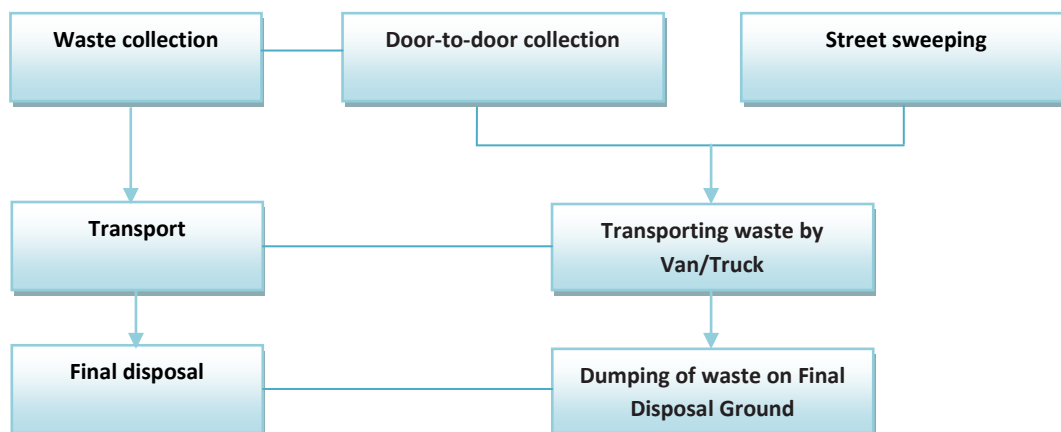 Waste collection
Door-to-door collection
Street sweeping
Transport
Transporting waste by
Van/Truck
Final disposal
Dumping of waste on Final
Disposal Ground